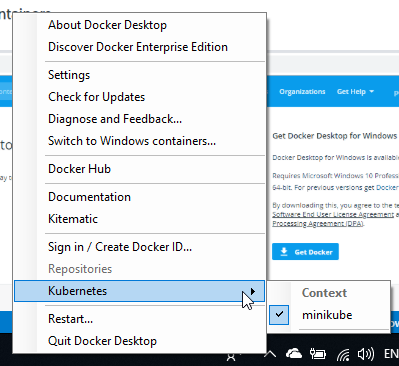 ntainers
About Docker Desktop
Discover Docker Enterprise Edition
Settings
Check for Updates
Diagnose and Feedback...
Switch to Windows containers...
Docker Hub
Documentation
Kitematic
Sign in / Create Docker ID...
Repositories
Kubernetes
Restart...
Quit Docker Desktop
Context
minikube
Organizations Get Help
Get Docker Desktop for Windows
Docker Desktop for Windows is available
Requires Microsoft Windows 10 Profess
64-bit. For previous versions get Docker
By downloading this, you agree to the te
Software End User License Agreement a
Processing Agreement (DPA).
Get Docker
EN